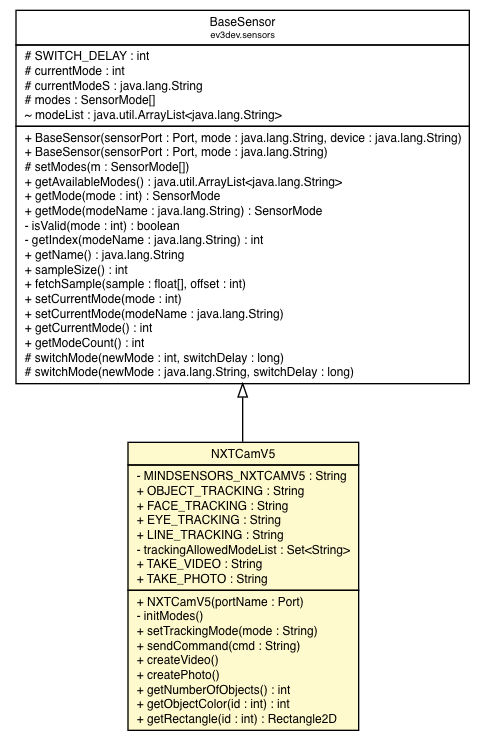 BaseSensor
ev3dev.sensors
# SWITCH_DELAY : int
# currentMode : int
# currentModeS : java.lang.String
# modes : SensorMode[]
~ modeList : java.util.ArrayList<java.lang.String>
+ BaseSensor(sensorPort : Port, mode : java.lang.String, device : java.lang.String)
+ BaseSensor(sensorPort : Port, mode : java.lang.String)
# setModes(m : SensorMode[])
+ getAvailableModes() : java.util.ArrayList<java.lang.String>
+ getMode(mode : int) : SensorMode
+ getMode(modeName : java.lang.String) : SensorMode
- isValid(mode : int) : boolean
- getIndex(modeName : java.lang.String) : int
+ getName() : java.lang.String
+ sampleSize() : int
+ fetchSample(sample : float[], offset : int)
+ setCurrentMode(mode : int)
+ setCurrentMode(modeName : java.lang.String)
+ getCurrentMode() : int
+ getModeCount() : int
# switchMode(newMode : int, switchDelay : long)
# switchMode(newMode : java.lang.String, switchDelay : long)
NXTCamV5
- MINDSENSORS_NXTCAMV5 : String
+ OBJECT_TRACKING : String
+ FACE_TRACKING : String
+ EYE_TRACKING : String
+ LINE_TRACKING : String
- trackingAllowedModeList : Set<String>
+ TAKE_VIDEO : String
+ TAKE_PHOTO : String
+ NXTCamV5(portName : Port)
- initModes()
+ setTrackingMode(mode : String)
+ sendCommand(cmd : String)
+ createVideo()
+ createPhoto()
+ getNumberOfObjects() : int
+ getObjectColor(id : int) : int
+ getRectangle(id : int) : Rectangle2D